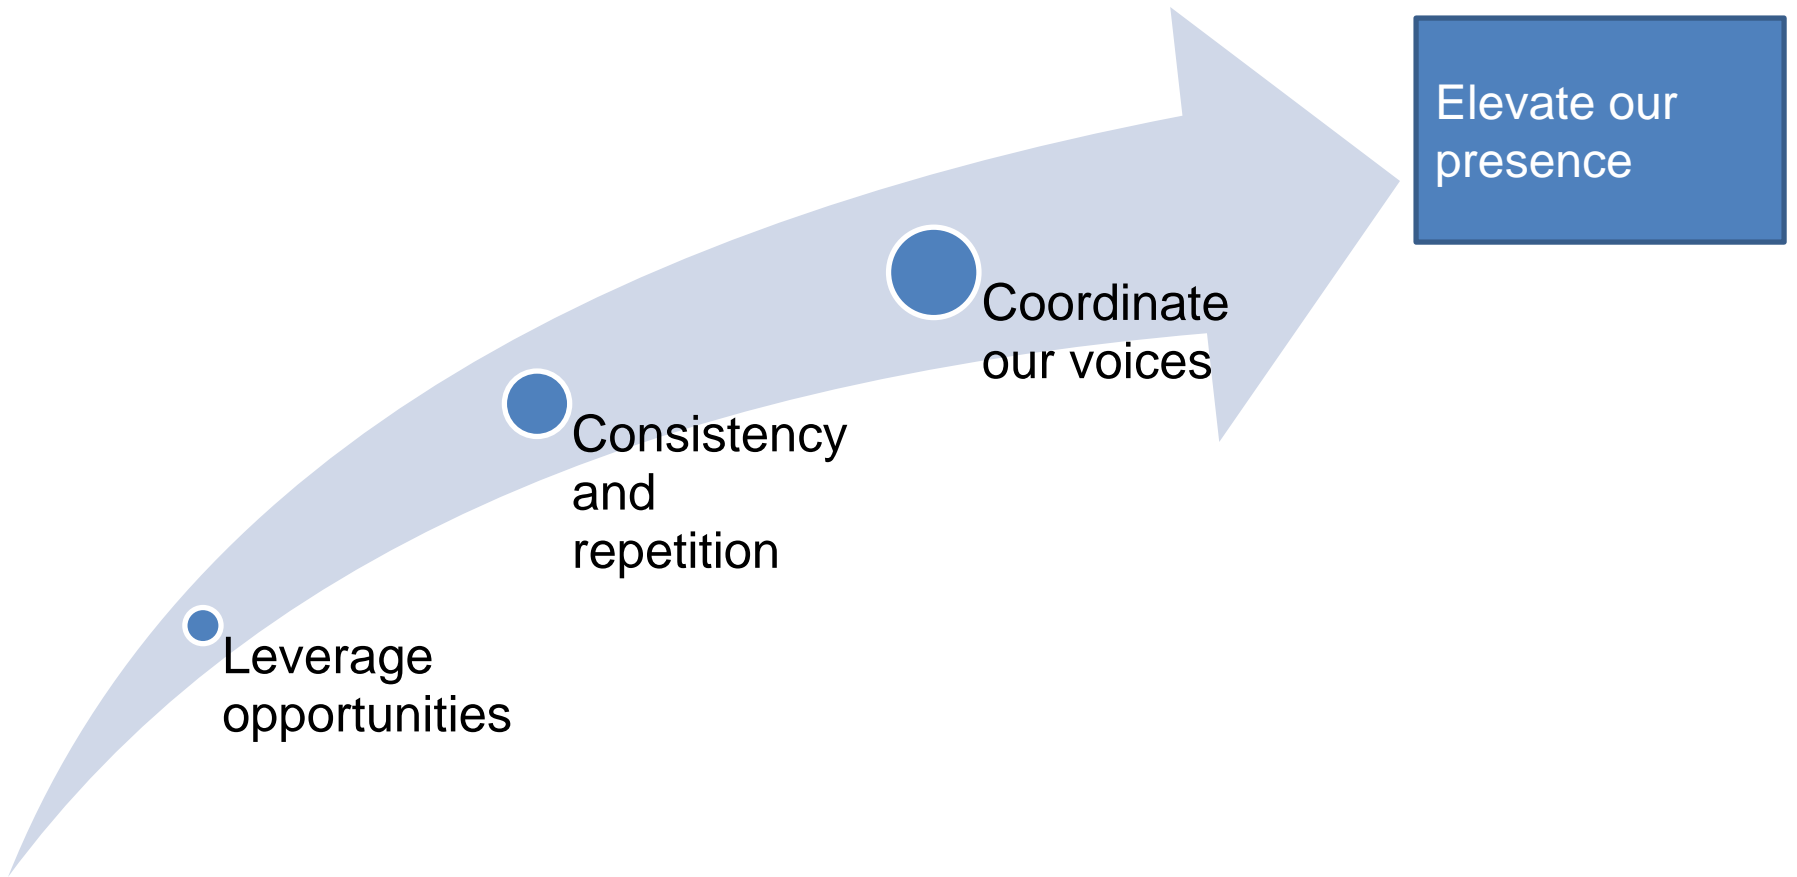 Elevate our
presence
Coordinate
our voices
Consistency
and
repetition
Leverage
opportunities